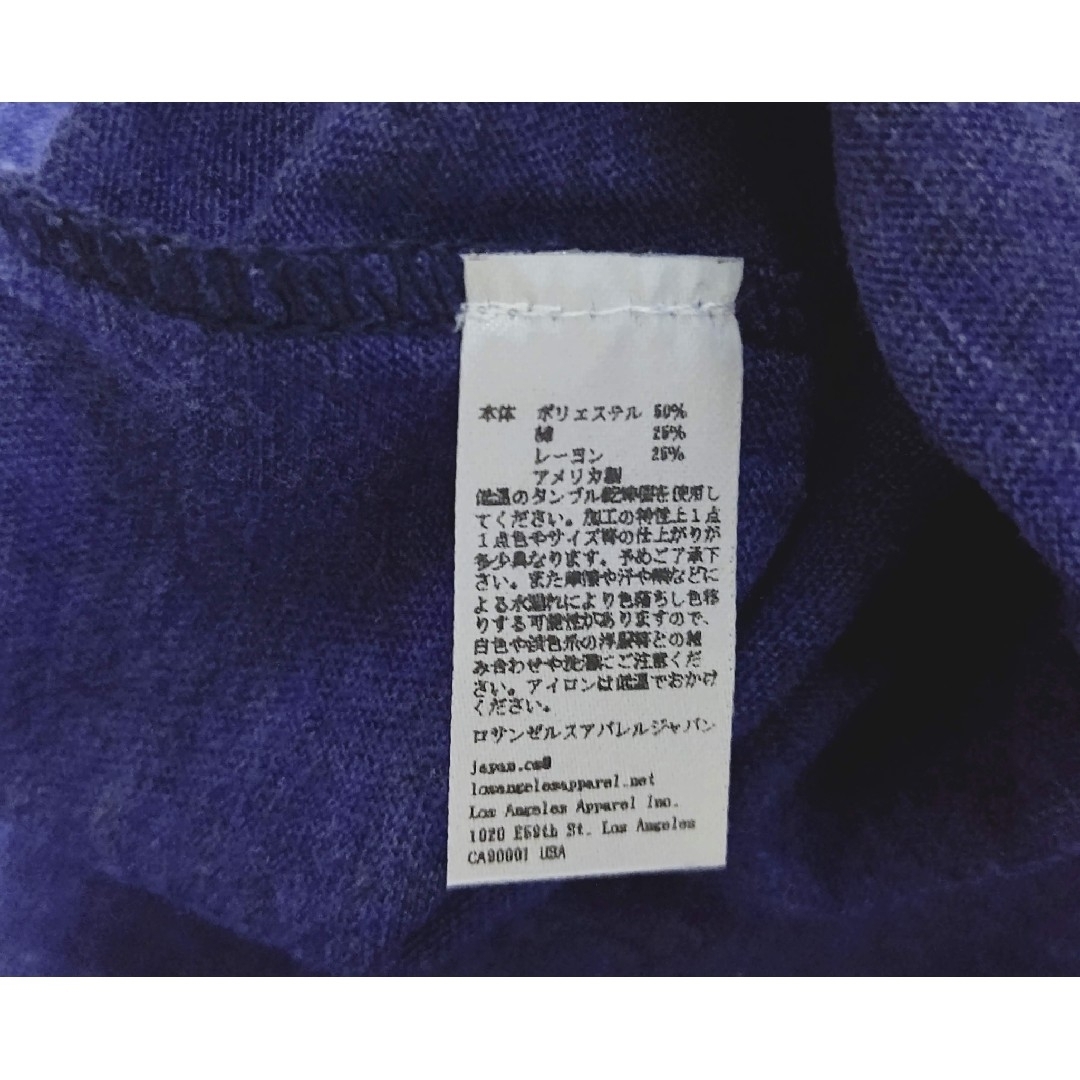 本体 ポリエステル 50%
綿 25%
レーヨン 25%
アメリカ製
低温のタンブル乾燥機を使用し
てください。加工の特性上1点
1点色やサイズ等の仕上がりが
多少異なります。予めご了承下
さい。また摩擦や汗や雨などに
よる水濡れにより色落ちし色移
りする可能性がありますので、
白色や淡色系の洋服等との組
み合わせや洗濯にご注意くだ
さい。アイロンは低温でおかけ
ください。
ロサンゼルスアパレルジャパン
japan.cs@
losangelesapparel.net
Los Angeles Apparel Inc.
1020 E59th St. Los Angeles
CA90001 USA